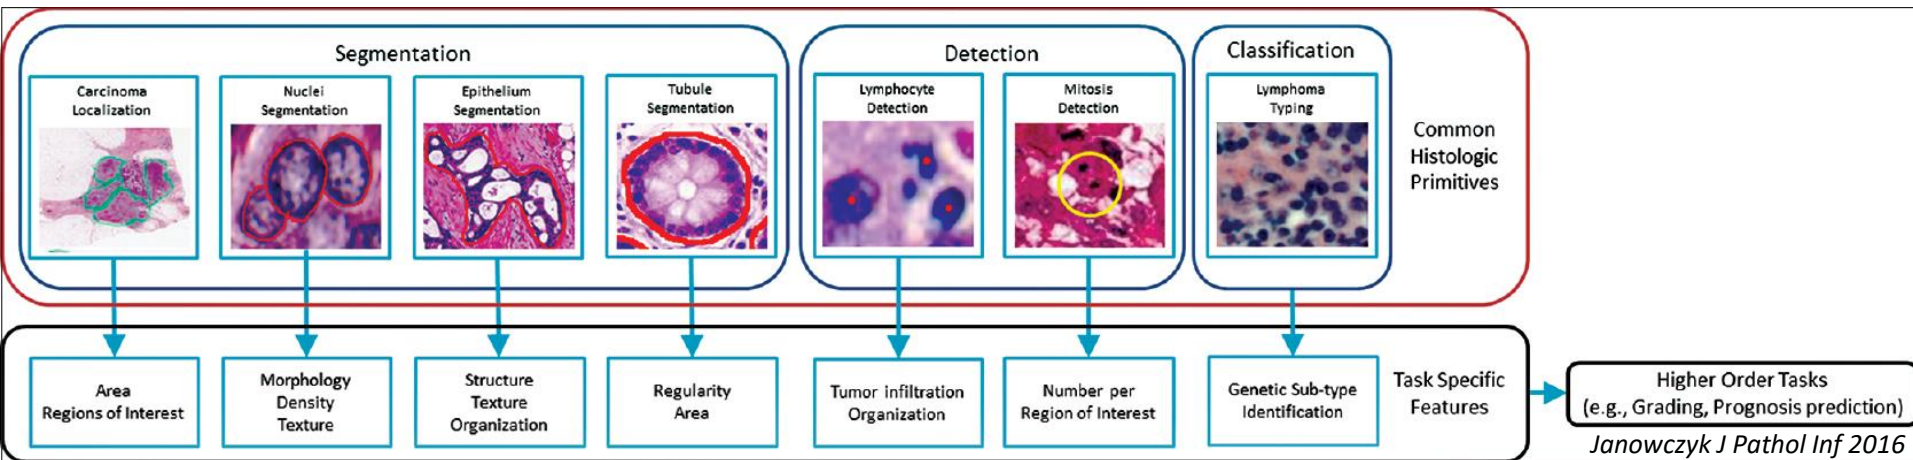 Segmentation
Carcinoma
Localization
Nuclei
Segmentation
Epithelium
Segmentation
Tubule
Segmentation
Detection
Lymphocyte
Detection
Mitosis
Detection
Classification
Lymphoma
Typing
Common
Histologic
Primitives
Area
Regions of Interest
Morphology
Density
Texture
Structure
Texture
Organization
Regularity
Area
Tumor infiltration
Organization
Number per
Region of Interest
Genetic Sub-type
Identification
Task Specific
Features
Higher Order Tasks
(e.g., Grading, Prognosis prediction)
Janowczyk J Pathol Inf 2016